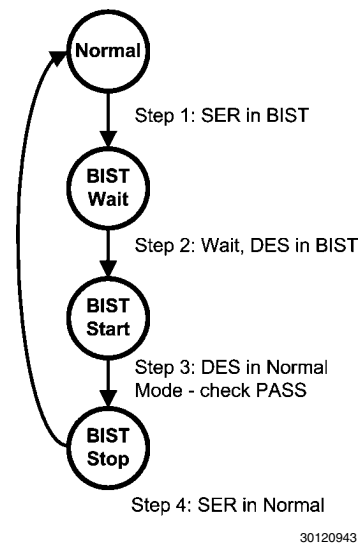 Normal
Step 1: SER in BIST
BIST
Wait
Step 2: Wait, DES in BIST
BIST
Start
Step 3: DES in Normal
Mode - check PASS
BIST
Stop
Step 4: SER in Normal
30120943